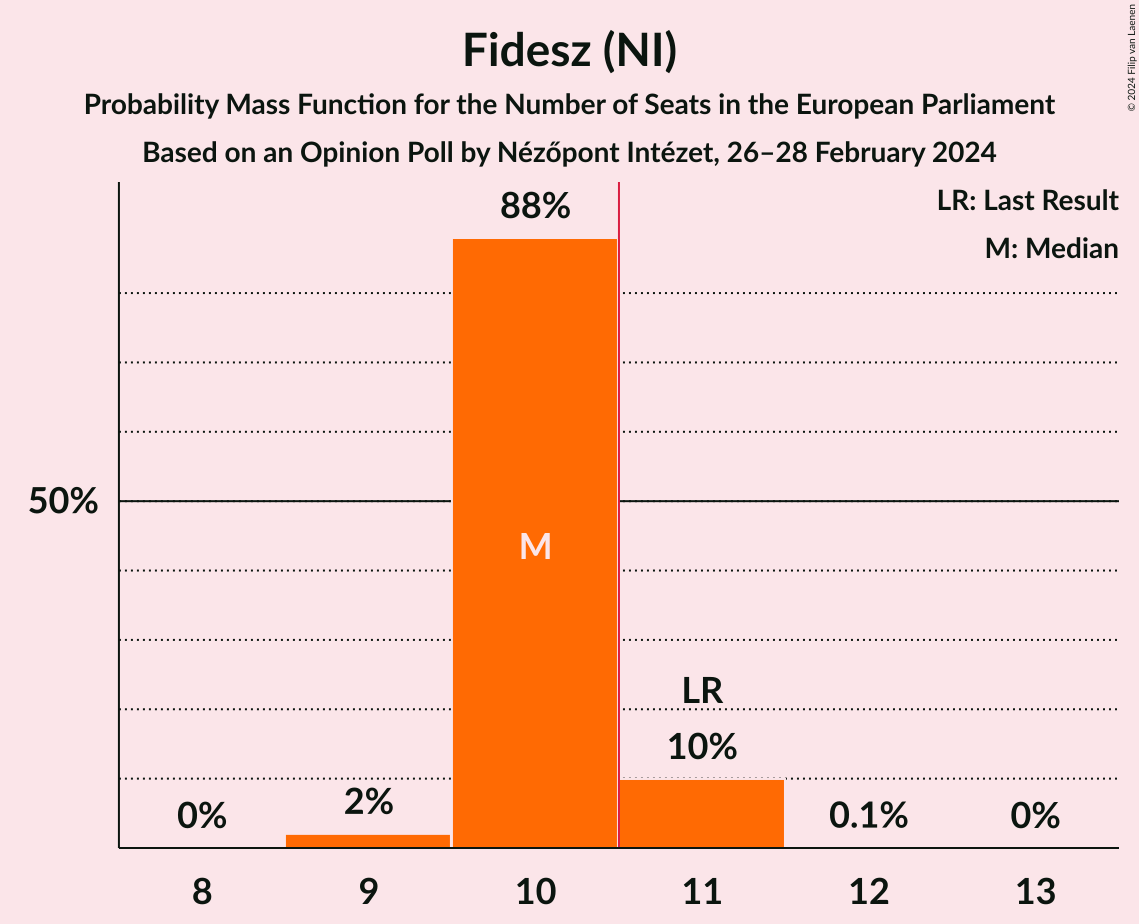 Fidesz (NI)
Probability Mass Function for the Number of Seats in the European Parliament
Based on an Opinion Poll by Nézőpont Intézet, 26–28 February 2024
© 2024 Filip van Laenen
LR: Last Result
M: Median
88%
50%
M
LR
10%
2%
0%
0.1%
0%
8 9 10 11 12 13